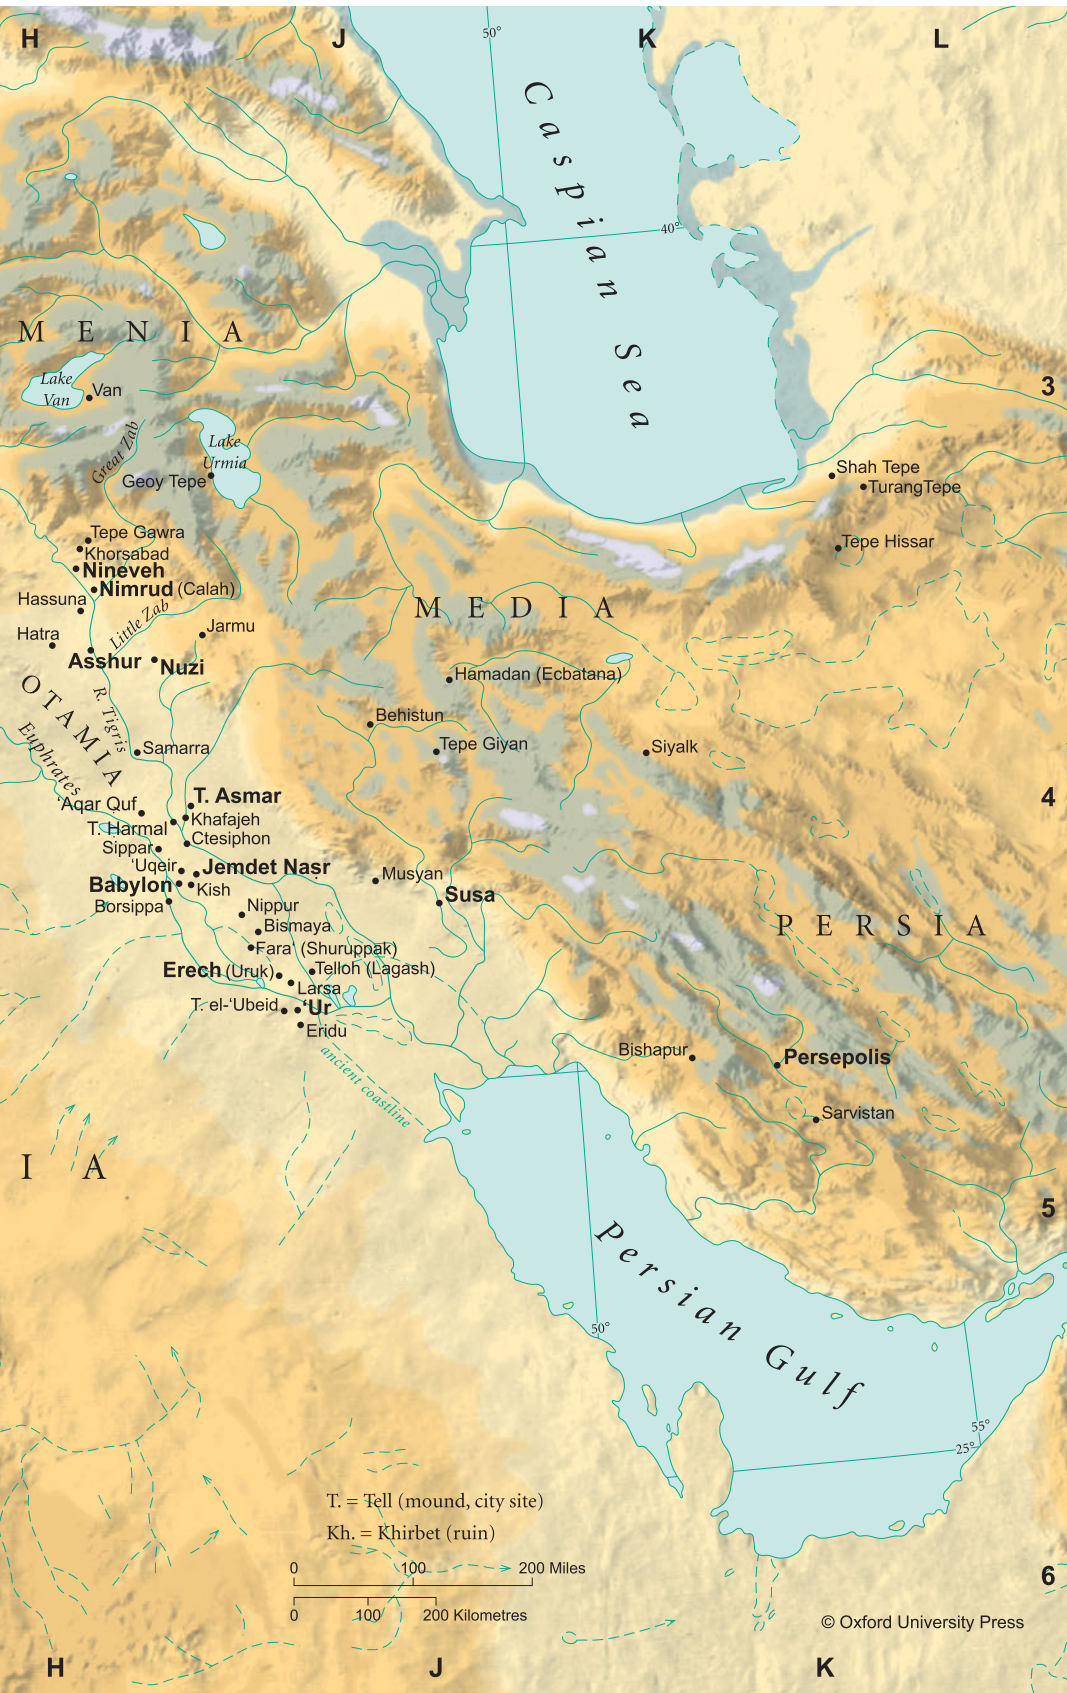 H
J
K
L
50°
Caspian Sea
40°
MENIA
Lake
Van
Van
3
Lake
Urmia
Great Zab
Geoy Tepe
Shah Tepe
TurangTepe
Tepe Gawra
Khorsabad
Tepe Hissar
Nineveh
Nimrud (Calah)
Hassuna
MEDIA
Little Zab
Jarmu
Hatra
Asshur
Nuzi
Hamadan (Ecbatana)
OTAMIA
R. Tigris
Behistun
Euphrates
Samarra
Tepe Giyan
Siyalk
4
T. Asmar
‘Aqar Quf
Khafajeh
T. Harmal
Ctesiphon
Sippar
‘Uqeir
Jemdet Nasr
Musyan
Babylon
Kish
Susa
Borsippa
Nippur
Bismaya
PERSIA
Fara‘ (Shuruppak)
Erech (Uruk)
Telloh (Lagash)
Larsa
T. el-‘Ubeid
‘Ur
Eridu
ancient coastline
Bishapur
Persepolis
Sarvistan
IA
5
Persian Gulf
50°
55°
25°
T. = Tell (mound, city site)
Kh. = Khirbet (ruin)
0 100 200 Miles
0 100 200 Kilometres
6
© Oxford University Press
H
J
K